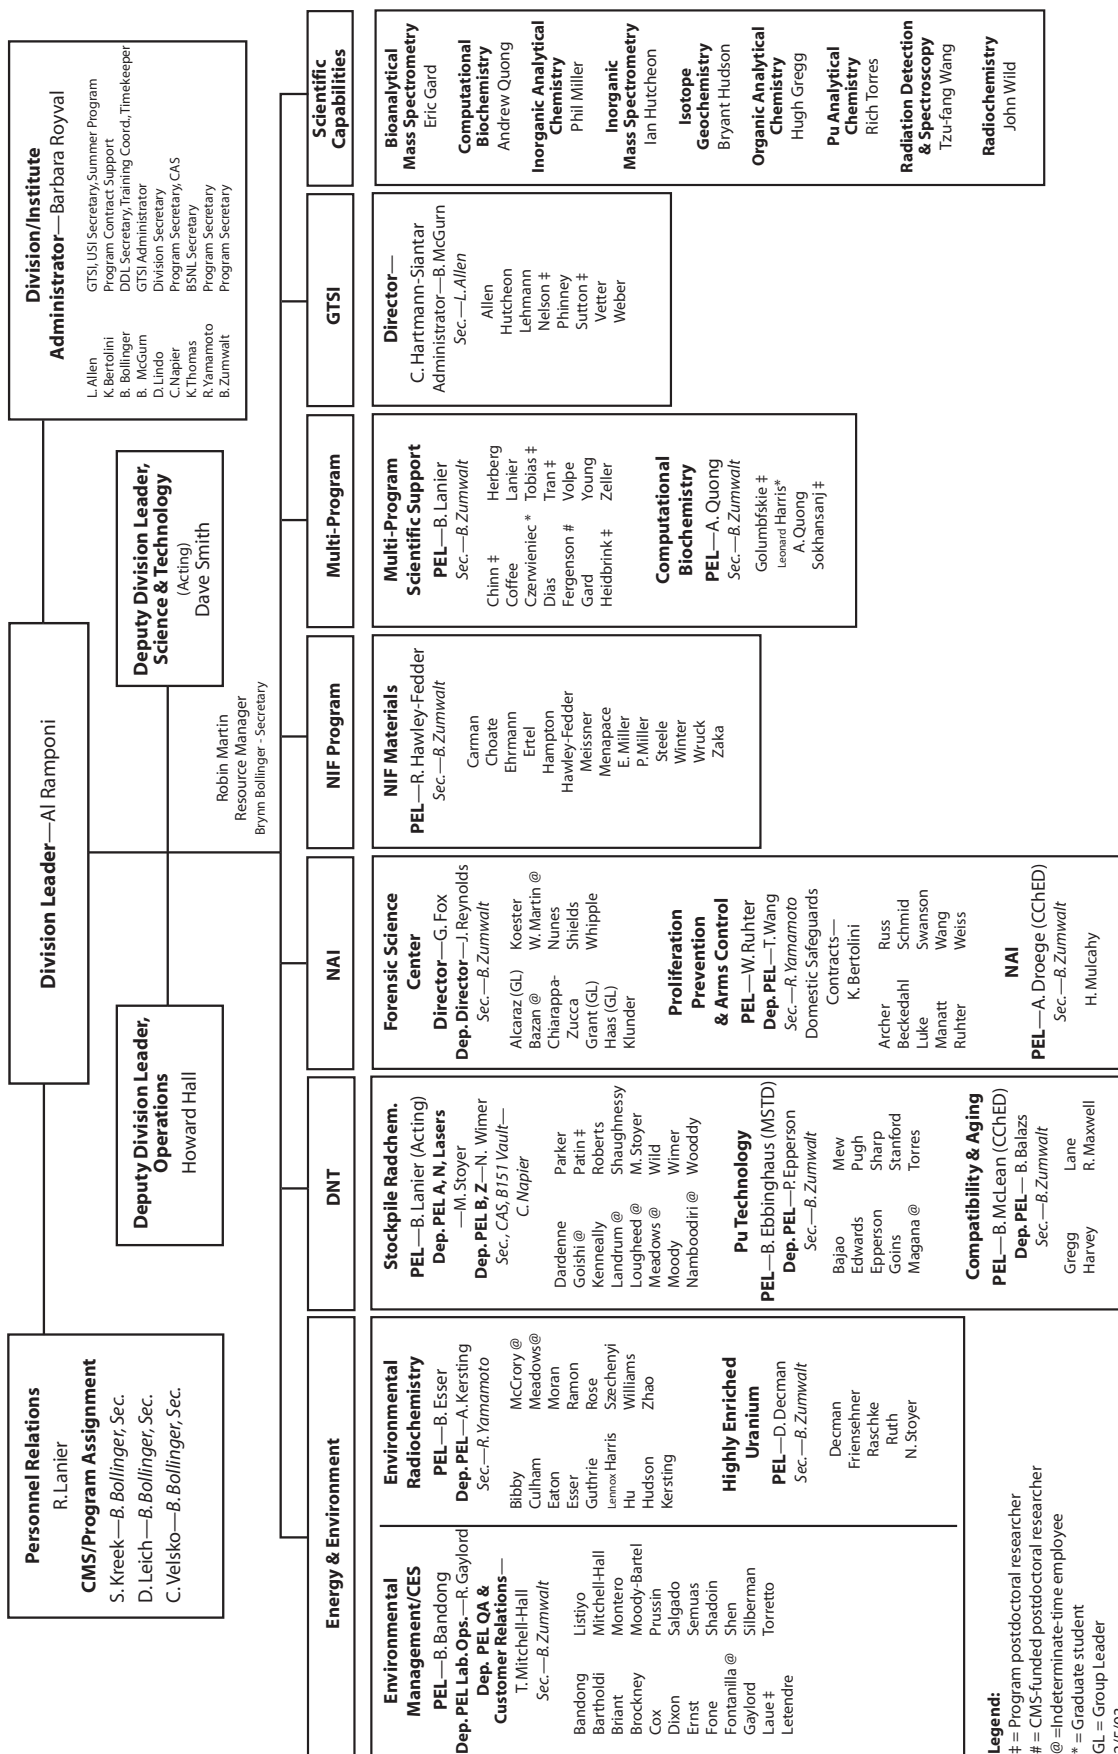 Personnel Relations
R. Lanier
CMS/Program Assignment
S. Kreek—B. Bollinger, Sec.
D. Leich—B. Bollinger, Sec.
C. Velsko—B. Bollinger, Sec.
Division Leader—Al Ramponi
Division/Institute
Administrator—Barbara Royval
L. Allen GTSI, USI Secretary, Summer Program
K. Bertolini Program Contract Support
B. Bollinger DDL Secretary, Training Coord, Timekeeper
B. McGurn GTSI Administrator
D. Lindo Division Secretary
C. Napier Program Secretary, CAS
K. Thomas BSNL Secretary
R. Yamamoto Program Secretary
B. Zumwalt Program Secretary
Deputy Division Leader,
Operations
Howard Hall
Deputy Division Leader,
Science & Technology
(Acting)
Dave Smith
Robin Martin
Resource Manager
Brynn Bollinger - Secretary
Energy & Environment
Environmental
Management/CES
PEL—B. Bandong
Dep. PEL Lab. Ops.—R. Gaylord
Dep. PEL QA &
Customer Relations—
T. Mitchell-Hall
Sec.—B. Zumwalt
Bandong Listiyo
Bartholdi Mitchell-Hall
Briant Montero
Brockney Moody-Bartel
Cox Prussin
Dixon Salgado
Ernst Semuas
Fone Shadoin
Fontanilla @ Shen
Gaylord Silberman
Laue ‡ Torretto
Letendre
Environmental
Radiochemistry
PEL—B. Esser
Dep. PEL—A. Kersting
Sec.—R. Yamamoto
Bibby McCrory @
Culham Meadows@
Eaton Moran
Esser Ramon
Guthrie Rose
Lennox Harris Szechenyi
Hu Williams
Hudson Zhao
Kersting
Highly Enriched
Uranium
PEL—D. Decman
Sec.—B. Zumwalt
Decman
Friensehner
Raschke
Ruth
N. Stoyer
DNT
Stockpile Radchem.
PEL—B. Lanier (Acting)
Dep. PEL A, N, Lasers
—M. Stoyer
Dep. PEL B, Z—N. Wimer
Sec., CAS, B151 Vault—
C. Napier
Dardenne Parker
Goishi @ Patin ‡
Kenneally Roberts
Landrum @ Shaughnessy
Lougheed @ M. Stoyer
Meadows @ Wild
Moody Wimer
Namboodiri @ Wooddy
Pu Technology
PEL—B. Ebbinghaus (MSTD)
Dep. PEL—P. Epperson
Sec.—B. Zumwalt
Bajao Mew
Edwards Pugh
Epperson Sharp
Goins Stanford
Magana @ Torres
Compatibility & Aging
PEL—B. McLean (CChED)
Dep. PEL— B. Balazs
Sec.—B. Zumwalt
Gregg Lane
Harvey R. Maxwell
NAI
Forensic Science
Center
Director—G. Fox
Dep. Director—J. Reynolds
Sec.—B. Zumwalt
Alcaraz (GL) Koester
Bazan @ W. Martin @
Chiarappa- Nunes
Zucca Shields
Grant (GL) Whipple
Haas (GL)
Klunder
Proliferation
Prevention
& Arms Control
PEL—W. Ruhter
Dep. PEL—T. Wang
Sec.—R. Yamamoto
Domestic Safeguards
Contracts—
K. Bertolini
Archer Russ
Beckedahl Schmid
Luke Swanson
Manatt Wang
Ruhter Weiss
NAI
PEL—A. Droege (CChED)
Sec.—B. Zumwalt
H. Mulcahy
NIF Program
NIF Materials
PEL—R. Hawley-Fedder
Sec.—B. Zumwalt
Carman
Choate
Ehrmann
Ertel
Hampton
Hawley-Fedder
Meissner
Menapace
E. Miller
P. Miller
Steele
Winter
Wruck
Zaka
Multi-Program
Multi-Program
Scientific Support
PEL—B. Lanier
Sec.—B. Zumwalt
Chinn ‡ Herberg
Coffee Lanier
Czerwieniec * Tobias ‡
Dias Tran ‡
Fergenson # Volpe
Gard Young
Heidbrink ‡ Zeller
Computational
Biochemistry
PEL—A. Quong
Sec.—B. Zumwalt
Golumbfskie ‡
Leonard Harris*
A. Quong
Sokhansanj ‡
GTSI
Director—
C. Hartmann-Siantar
Administrator—B. McGurn
Sec.—L. Allen
Allen
Hutcheon
Lehmann
Nelson ‡
Phinney
Sutton ‡
Vetter
Weber
Scientific
Capabilities
Bioanalytical
Mass Spectrometry
Eric Gard
Computational
Biochemistry
Andrew Quong
Inorganic Analytical
Chemistry
Phil Miller
Inorganic
Mass Spectrometry
Ian Hutcheon
Isotope
Geochemistry
Bryant Hudson
Organic Analytical
Chemistry
Hugh Gregg
Pu Analytical
Chemistry
Rich Torres
Radiation Detection
& Spectroscopy
Tzu-fang Wang
Radiochemistry
John Wild
Legend:
‡ = Program postdoctoral researcher
# = CMS-funded postdoctoral researcher
@ =Indeterminate-time employee
* = Graduate student
GL = Group Leader